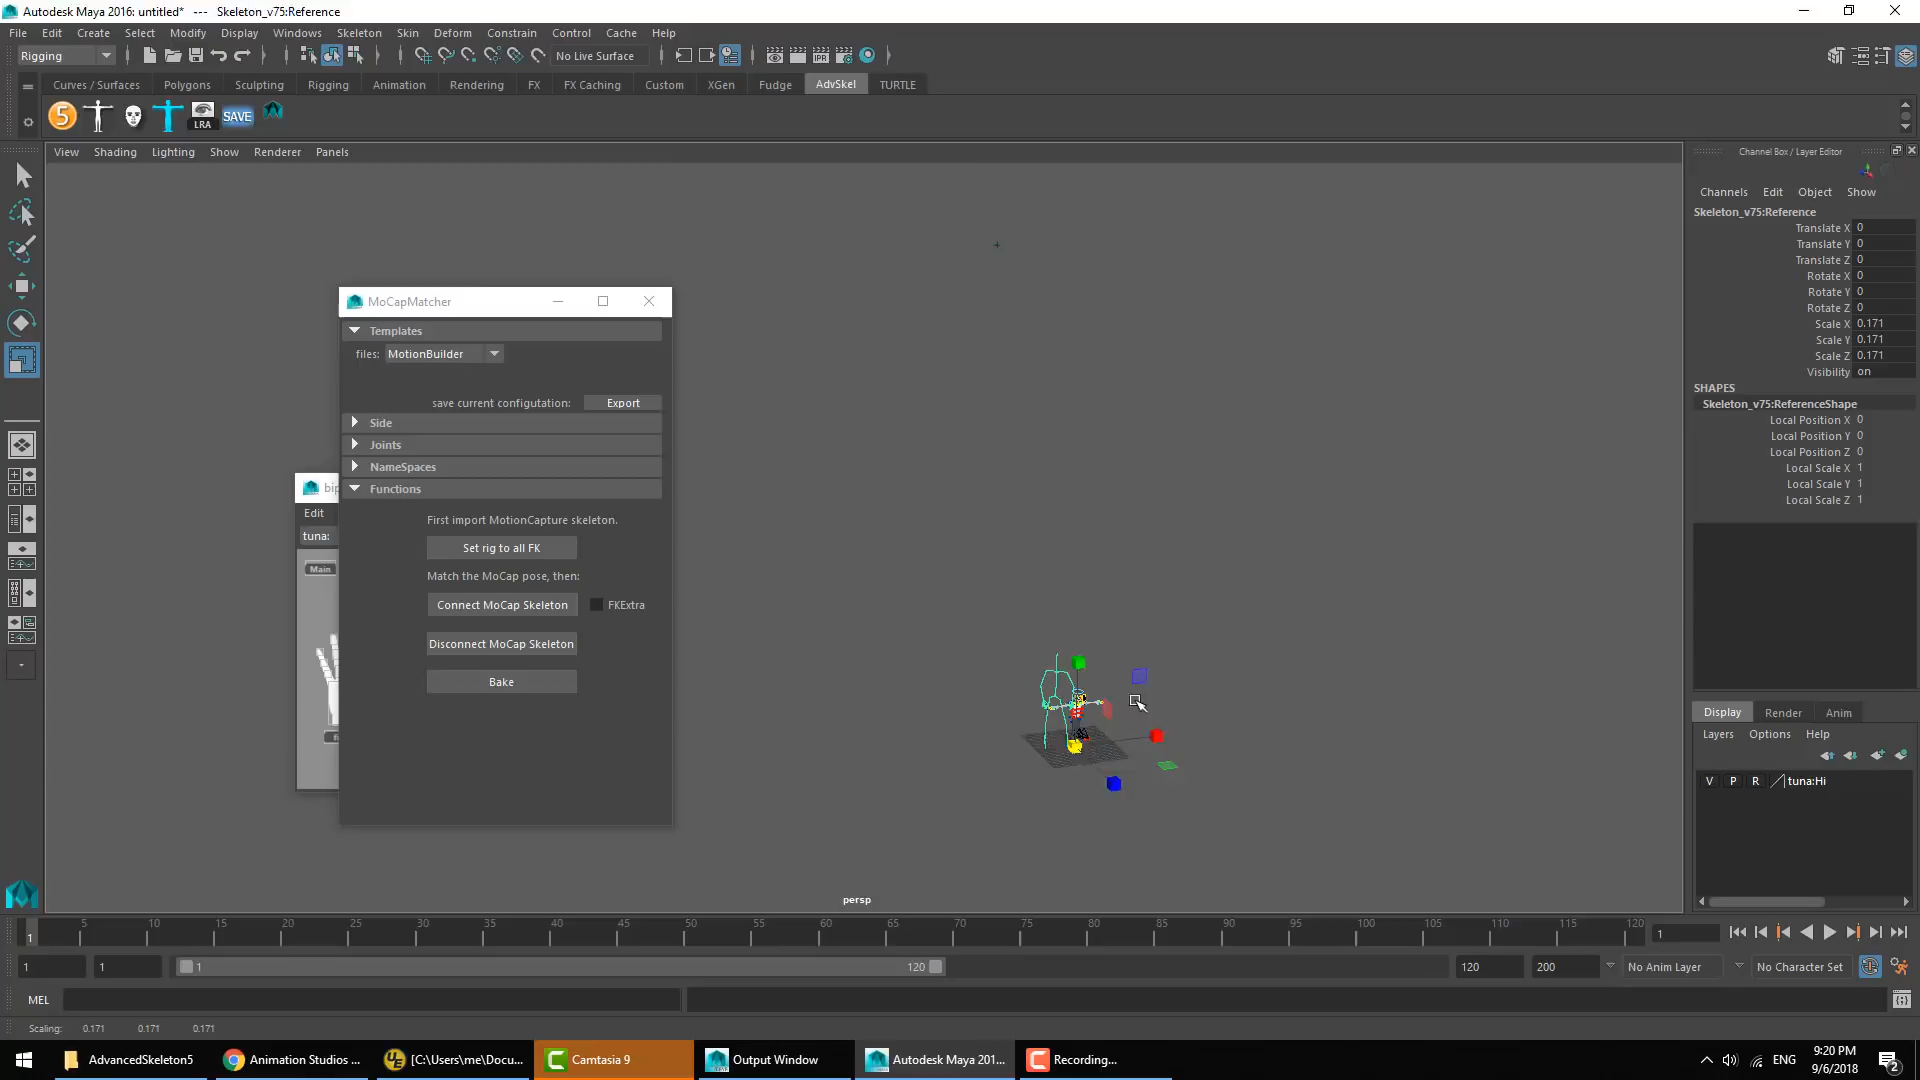 Autodesk Maya 2016: untitled*   ---   Skeleton_v75:Reference
File Edit Create Select Modify Display Windows Skeleton Skin Deform Constrain Control Cache Help
Rigging
No Live Surface
IPR
Curves / Surfaces Polygons Sculpting Rigging Animation Rendering FX FX Caching Custom XGen Fudge AdvSkel TURTLE
5
LRA
SAVE
View Shading Lighting Show Renderer Panels
Channel Box / Layer Editor
Channels Edit Object Show
Skeleton_v75:Reference
Translate X 0
Translate Y 0
Translate Z 0
Rotate X 0
Rotate Y 0
Rotate Z 0
Scale X 0.171
Scale Y 0.171
Scale Z 0.171
Visibility on
SHAPES
Skeleton_v75:ReferenceShape
Local Position X 0
Local Position Y 0
Local Position Z 0
Local Scale X 1
Local Scale Y 1
Local Scale Z 1
MoCapMatcher
Templates
files: MotionBuilder
save current configutation: Export
Side
Joints
NameSpaces
Functions
First import MotionCapture skeleton.
Set rig to all FK
Match the MoCap pose, then:
Connect MoCap Skeleton FKExtra
Disconnect MoCap Skeleton
Bake
bip
Edit
tuna:
Main
persp
Display Render Anim
Layers Options Help
V P R tuna:Hi
1 5 10 15 20 25 30 35 40 45 50 55 60 65 70 75 80 85 90 95 100 105 110 115 120
1
1 1 1 120 120 200 No Anim Layer No Character Set
MEL
Scaling: 0.171 0.171 0.171
AdvancedSkeleton5
Animation Studios ...
UE
[C:\Users\me\Docu...
Camtasia 9
Output Window
Autodesk Maya 201...
Recording...
ENG
9:20 PM
9/6/2018
2